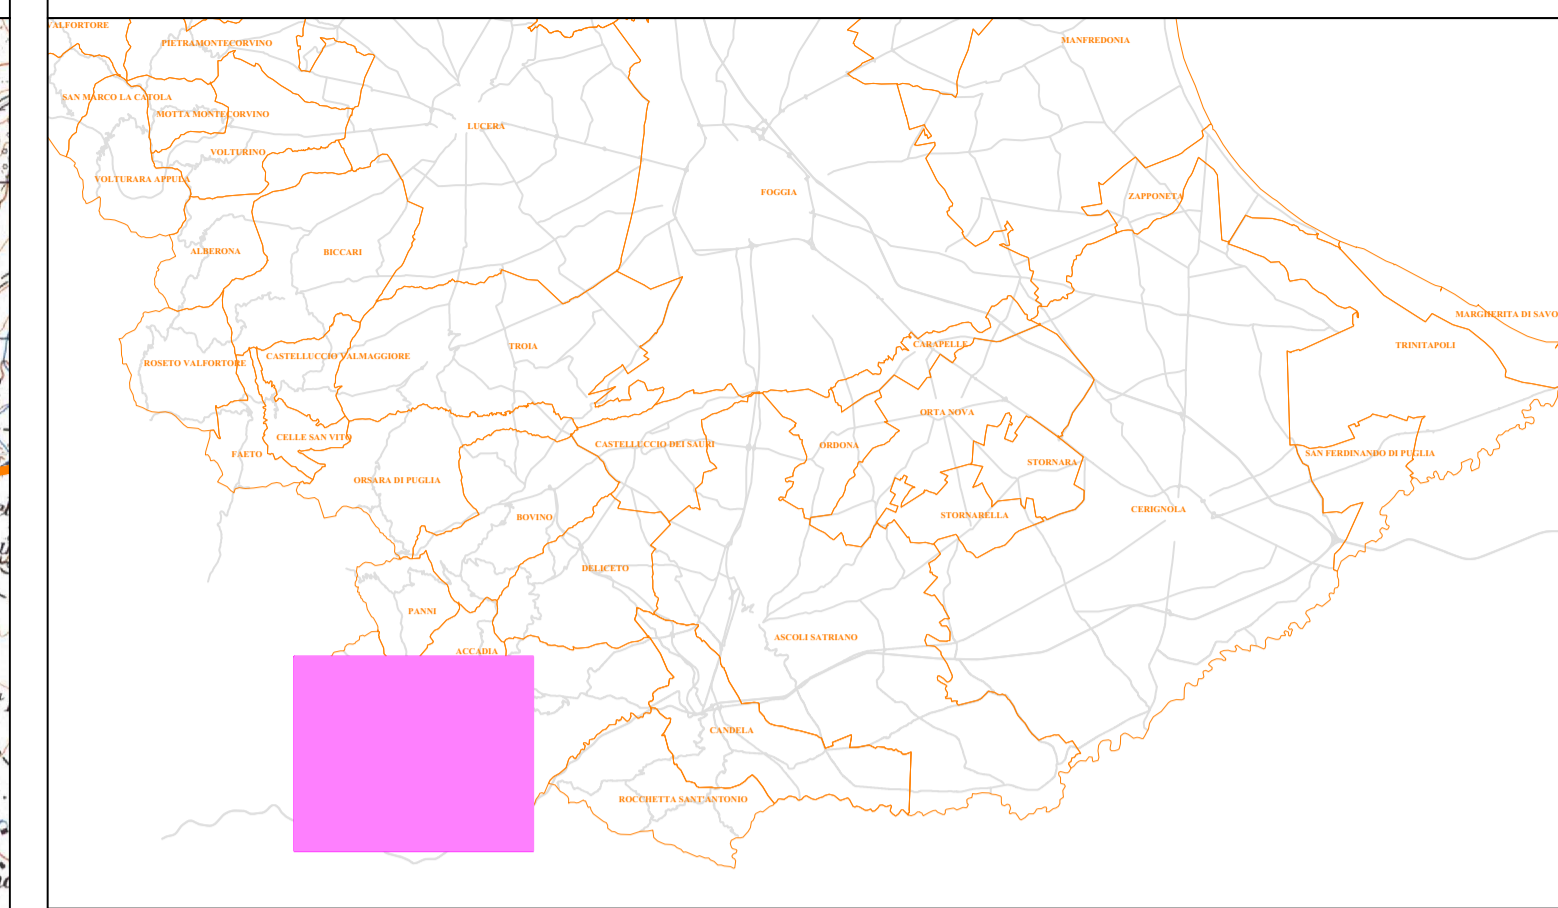 VALFORTORE
PIETRAMONTECORVINO
MANFREDONIA
SAN MARCO LA CATOLA
MOTTA MONTECORVINO
LUCERA
VOLTURINO
VOLTURARA APPULA
FOGGIA
ZAPPONETA
ALBERONA
BICCARI
MARGHERITA DI SAVO
CARAPELLE
TRINITAPOLI
TROIA
CASTELLUCCIO VALMAGGIORE
ROSETO VALFORTORE
ORTA NOVA
CELLE SAN VITO
CASTELLUCCIO DEI SAURI
ORDONA
FAETO
SAN FERDINANDO DI PUGLIA
STORNARA
ORSARA DI PUGLIA
CERIGNOLA
STORNARELLA
BOVINO
DELICETO
PANNI
ASCOLI SATRIANO
ACCADIA
CANDELA
ROCCHETTA SANT'ANTONIO